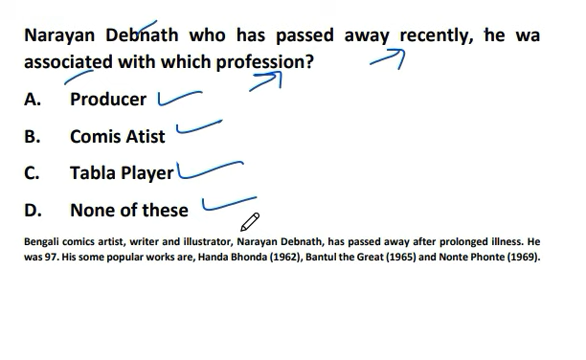 Narayan Debnath who has passed away recently, he wa
associated with which profession?
A. Producer
B. Comis Atist
C. Tabla Player
D. None of these
Bengali comics artist, writer and illustrator, Narayan Debnath, has passed away after prolonged illness. He
was 97. His some popular works are, Handa Bhonda (1962), Bantul the Great (1965) and Nonte Phonte (1969).